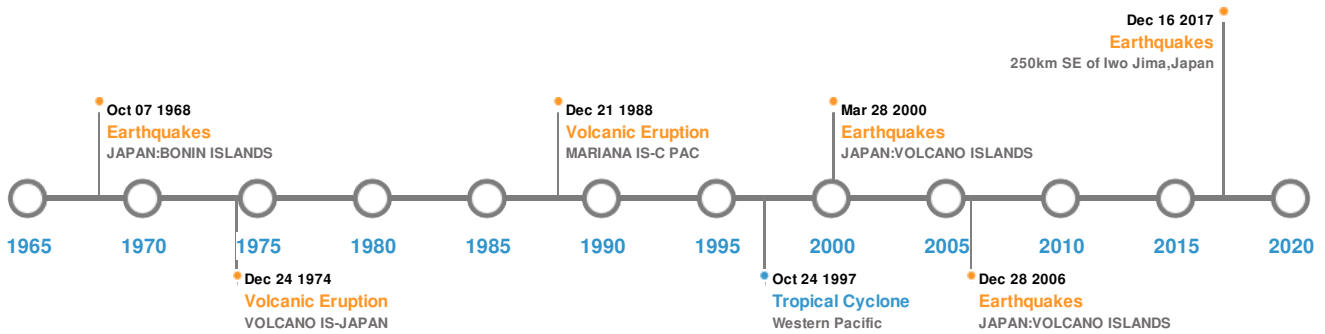 Dec 16 2017
Earthquakes
250km SE of Iwo Jima,Japan
Oct 07 1968
Earthquakes
JAPAN:BONIN ISLANDS
Dec 21 1988
Volcanic Eruption
MARIANA IS-C PAC
Mar 28 2000
Earthquakes
JAPAN:VOLCANO ISLANDS
1965 1970 1975 1980 1985 1990 1995 2000 2005 2010 2015 2020
Dec 24 1974
Volcanic Eruption
VOLCANO IS-JAPAN
Oct 24 1997
Tropical Cyclone
Western Pacific
Dec 28 2006
Earthquakes
JAPAN:VOLCANO ISLANDS